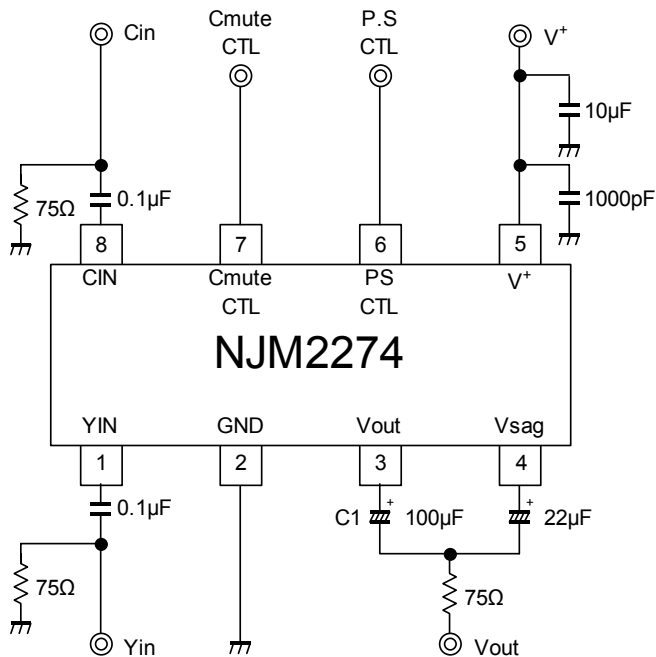 Cin
Cmute
CTL
P.S
CTL
V+
10µF
75Ω
0.1µF
1000pF
8
7
6
5
CIN
Cmute
CTL
PS
CTL
V+
NJM2274
YIN
GND
Vout
Vsag
1
2
3
4
0.1µF
C1
+
100µF
+
22µF
75Ω
75Ω
Yin
Vout